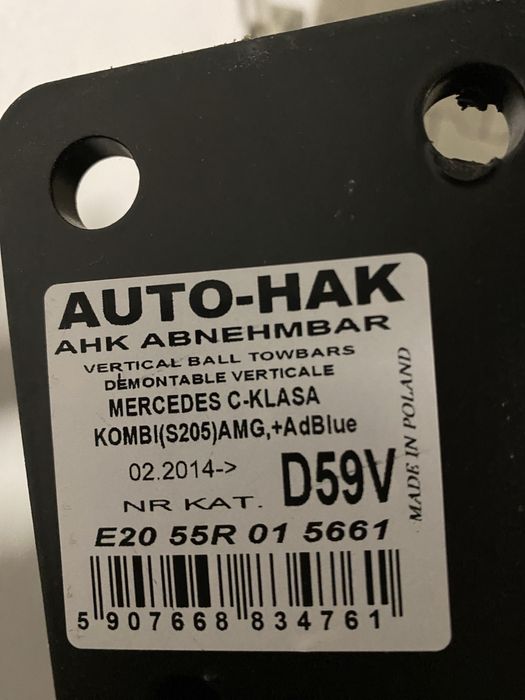 AUTO-HAK
AHK ABNEHMBAR
VERTICAL BALL TOWBARS
DÉMONTABLE VERTICALE
MERCEDES C-KLASA
KOMBI(S205)AMG,+AdBlue
02.2014->
NR KAT. D59V
E20 55R 01 5661
5 907668 834761
MADE IN POLAND